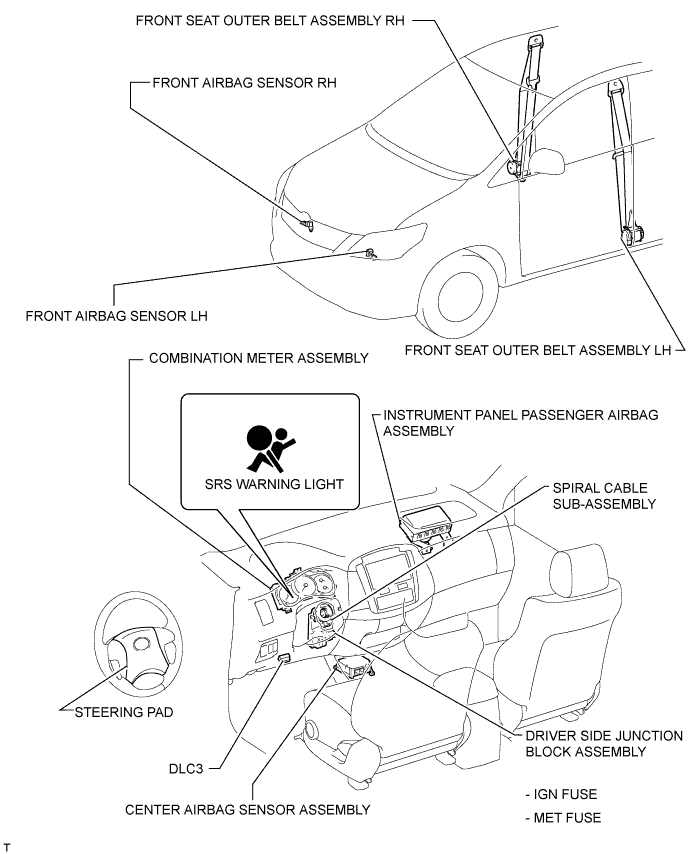 FRONT SEAT OUTER BELT ASSEMBLY RH
FRONT AIRBAG SENSOR RH
FRONT AIRBAG SENSOR LH
FRONT SEAT OUTER BELT ASSEMBLY LH
COMBINATION METER ASSEMBLY
INSTRUMENT PANEL PASSENGER AIRBAG
ASSEMBLY
SRS WARNING LIGHT
SPIRAL CABLE
SUB-ASSEMBLY
STEERING PAD
DRIVER SIDE JUNCTION
BLOCK ASSEMBLY
DLC3
- IGN FUSE
CENTER AIRBAG SENSOR ASSEMBLY
- MET FUSE
T